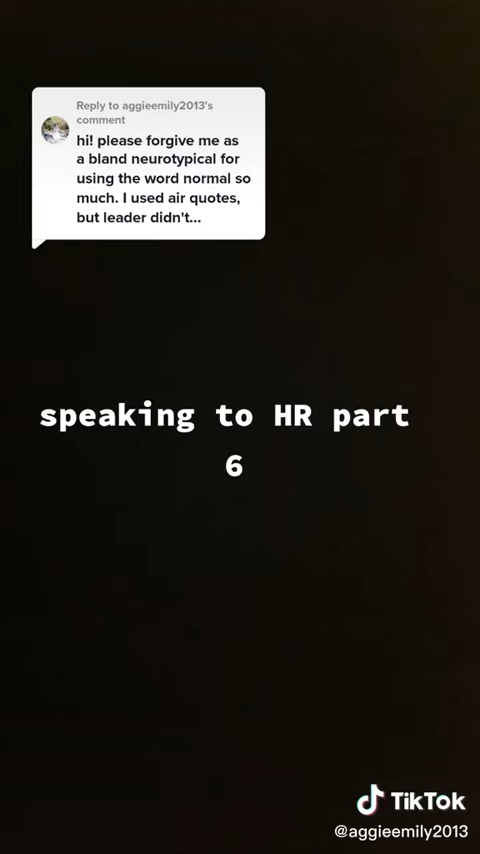 Reply to aggieemily2013's
comment
hi! please forgive me as
a bland neurotypical for
using the word normal so
much. I used air quotes,
but leader didn't...
speaking to HR part
6
TikTok
@aggieemily2013